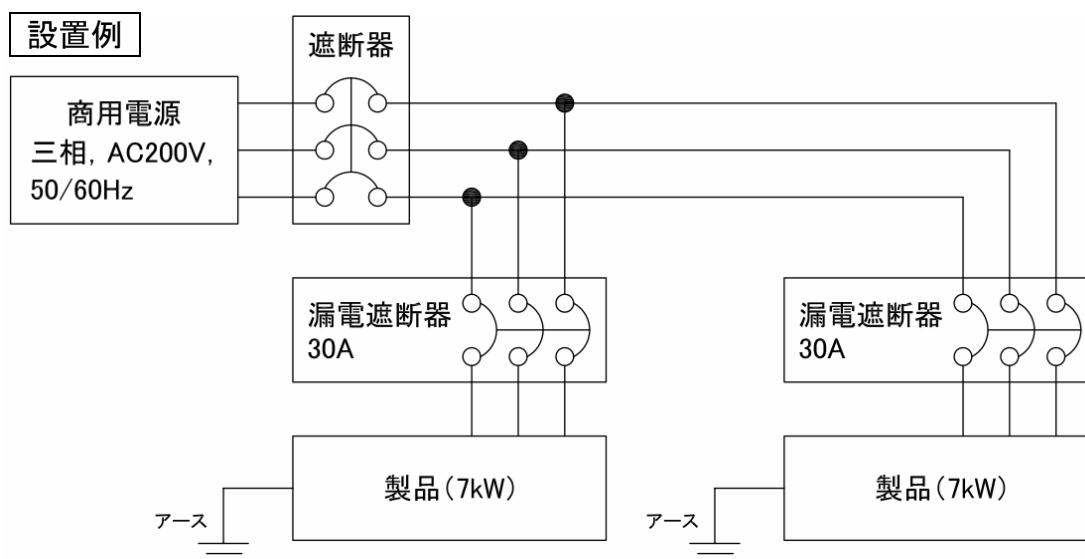 設置例
遮断器
商用電源
三相, AC200V,
50/60Hz
漏電遮断器
30A
漏電遮断器
30A
製品(7kW)
製品(7kW)
アース
アース